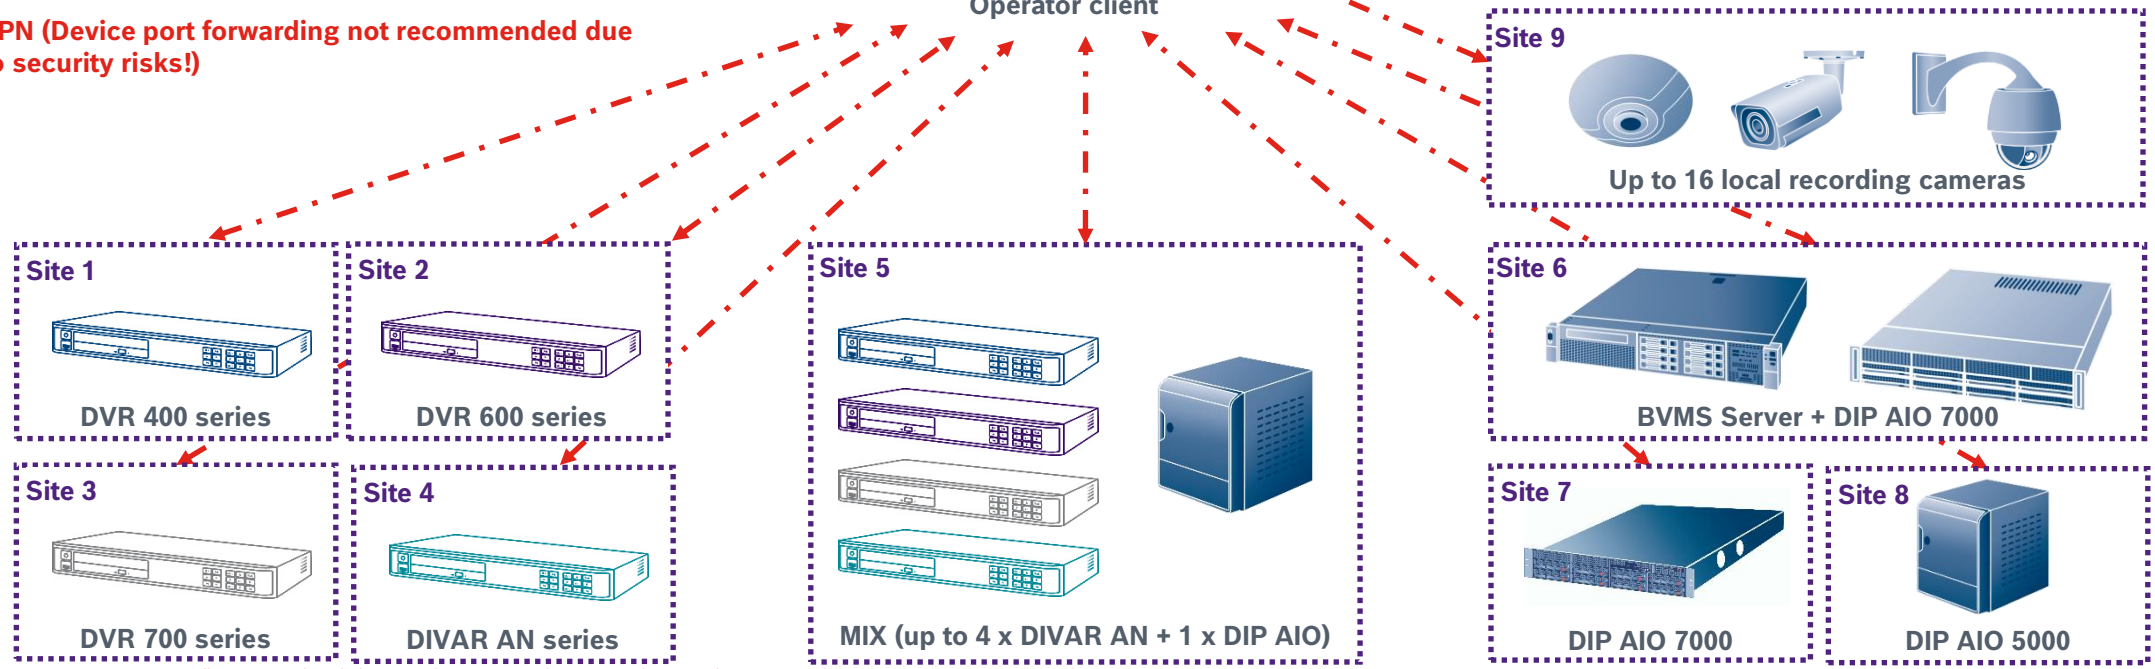 Operator client
PN (Device port forwarding not recommended due
security risks!)
Site 9
Up to 16 local recording cameras
Site 1
DVR 400 series
Site 2
DVR 600 series
Site 5
MIX (up to 4 x DIVAR AN + 1 x DIP AIO)
Site 6
BVMS Server + DIP AIO 7000
Site 3
DVR 700 series
Site 4
DIVAR AN series
Site 7
DIP AIO 7000
Site 8
DIP AIO 5000